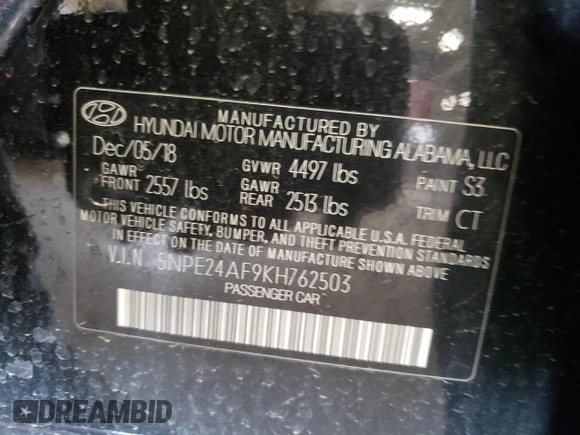 MANUFACTURED BY
HYUNDAI MOTOR MANUFACTURING ALABAMA, LLC
Dec/05/18 GVWR 4497 lbs PAINT S3
GAWR FRONT 2557 lbs GAWR REAR 2513 lbs TRIM CT
THIS VEHICLE CONFORMS TO ALL APPLICABLE U.S.A. FEDERAL
MOTOR VEHICLE SAFETY, BUMPER, AND THEFT PREVENTION STANDARDS
IN EFFECT ON THE DATE OF MANUFACTURE SHOWN ABOVE.
V.I.N 5NPE24AF9KH762503
PASSENGER CAR
DREAMBID